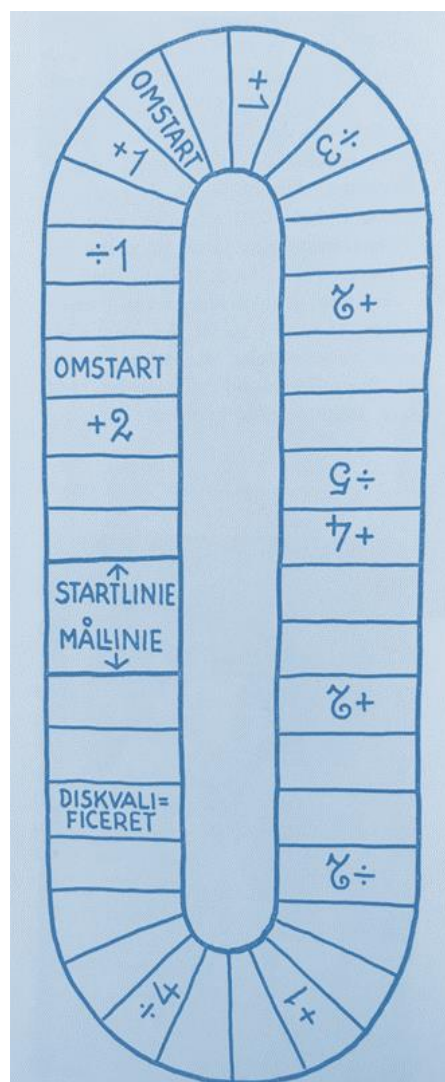 ↑
STARTLINIE
+2
OMSTART
÷1
+1
OMSTART
+1
÷3
+2
÷5
+4
+2
÷2
+1
÷4
DISKVALI=
FICERET
MÅLLINIE
↓